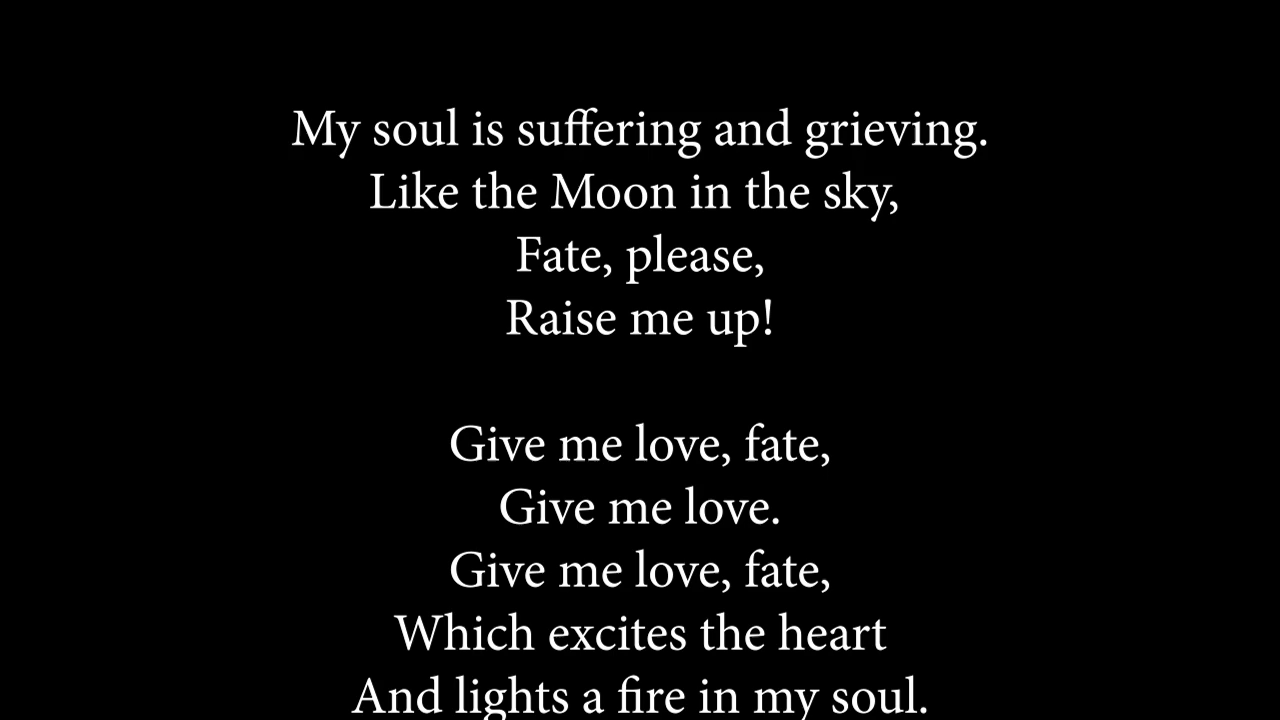 My soul is suffering and grieving.
Like the Moon in the sky,
Fate, please,
Raise me up!
Give me love, fate,
Give me love.
Give me love, fate,
Which excites the heart
And lights a fire in my soul.